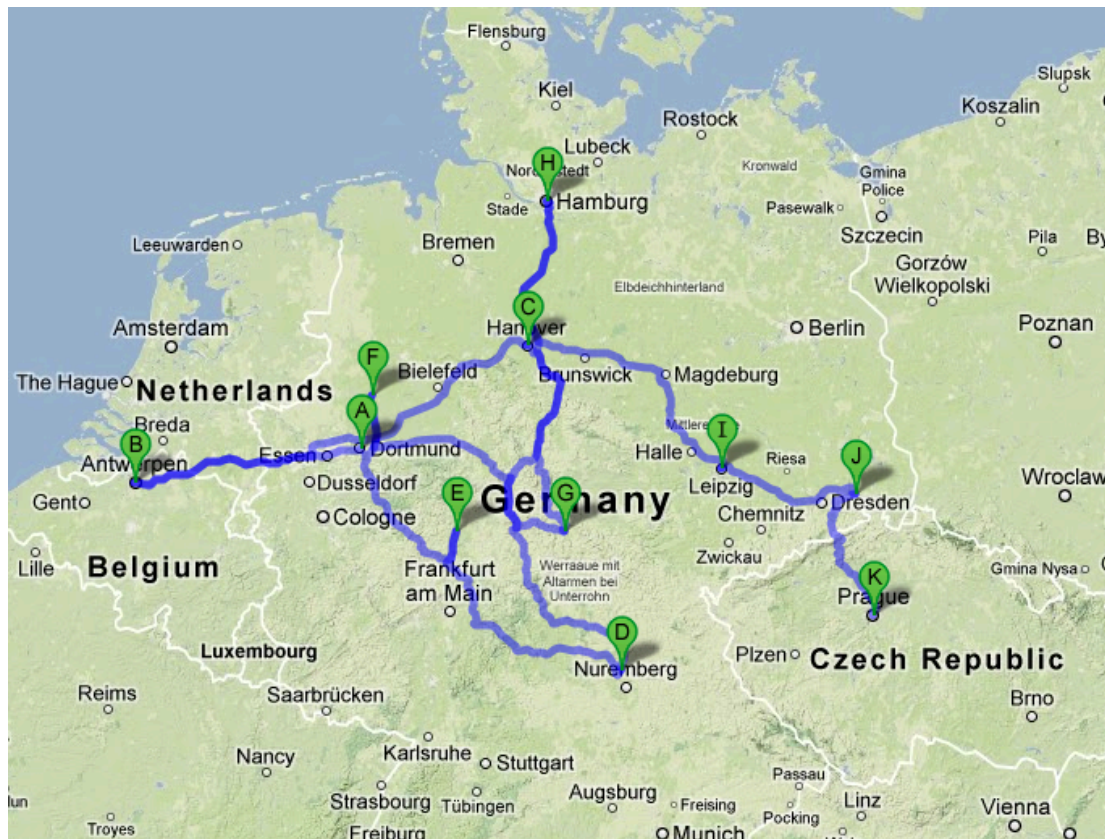 Flensburg
Slupsk
Kiel
Koszalin
Rostock
H
Lubeck
Kronwald
Gmina
Police
Stade
Hamburg
Pasewalk
Leeuwarden
Bremen
Szczecin
Pila
By
Gorzów
Wielkopolski
Elbdeichhinterland
C
Hanover
Berlin
Poznan
Amsterdam
F
Brunswick
Magdeburg
Bielefeld
The Hague
Netherlands
A
Breda
B
Dortmund
I
Halle
Essen
Antwerpen
Riesa
J
Wroclaw
Leipzig
Dusseldorf
E
G
Germany
Gent
Dresden
Cologne
Chemnitz
Lille
Zwickau
Belgium
Frankfurt
am Main
Werraaue mit
Altarmen bei
Unterrohn
Gmina Nysa
K
Prague
D
Luxembourg
Plzen
Czech Republic
Nuremberg
Reims
Saarbrücken
Brno
Karlsruhe
Nancy
Stuttgart
Passau
Strasbourg
Tübingen
Augsburg
Freising
Pocking
Linz
Vienna
Troyes
Freiburg
Munich